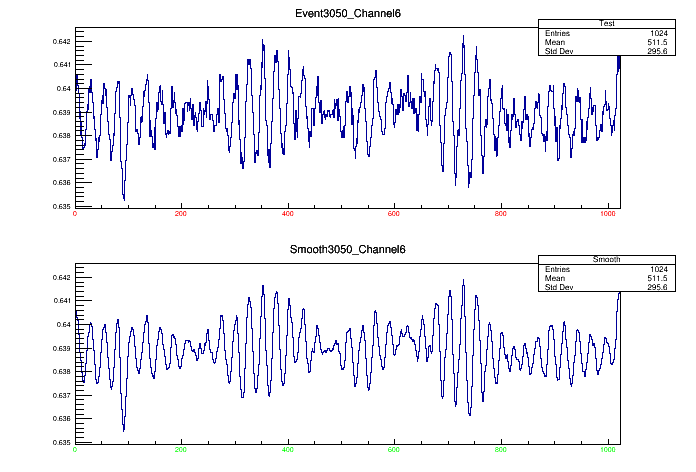 Event3050_Channel6
Test
Entries 1024
Mean 511.5
Std Dev 295.6
0.642
0.641
0.64
0.639
0.638
0.637
0.636
0.635
0 200 400 600 800 1000
Smooth3050_Channel6
Smooth
Entries 1024
Mean 511.5
Std Dev 295.6
0.642
0.641
0.64
0.639
0.638
0.637
0.636
0.635
0 200 400 600 800 1000